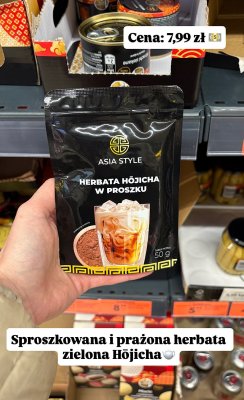 Cena: 7,99 zł
ASIA STYLE
HERBATA HŌJICHA
W PROSZKU
50 g
Sproszkowana i prażona herbata
zielona Hōjicha